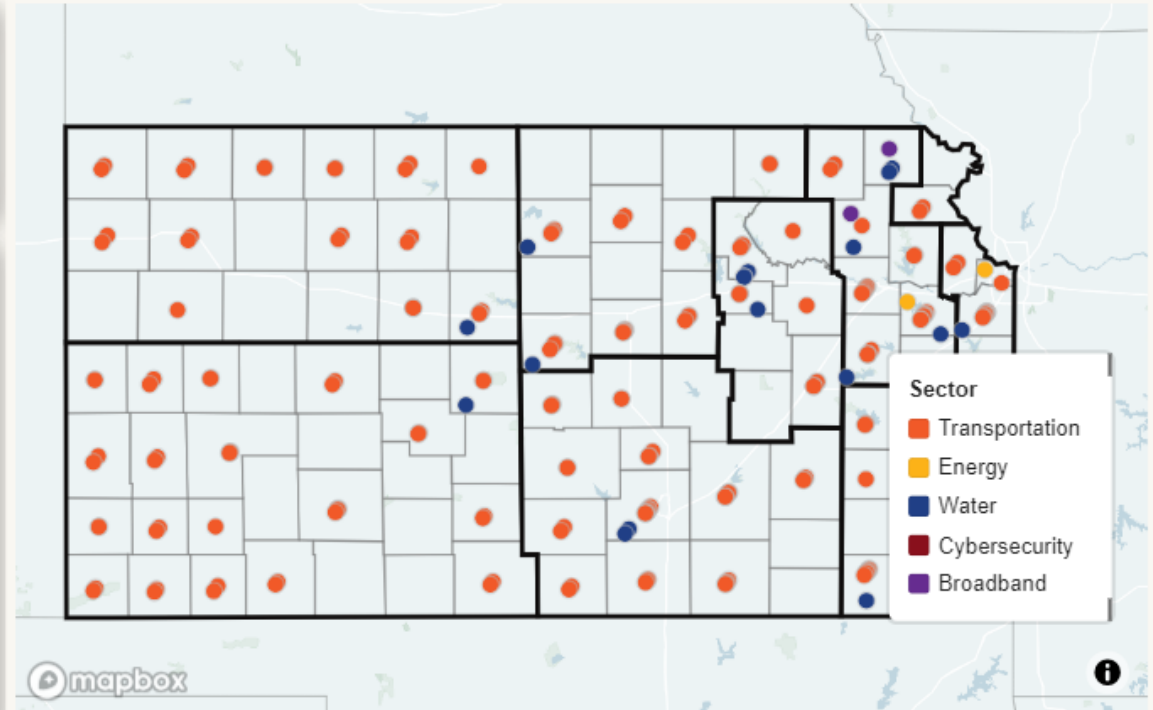 Sector
Transportation
Energy
Water
Cybersecurity
Broadband
mapbox
i